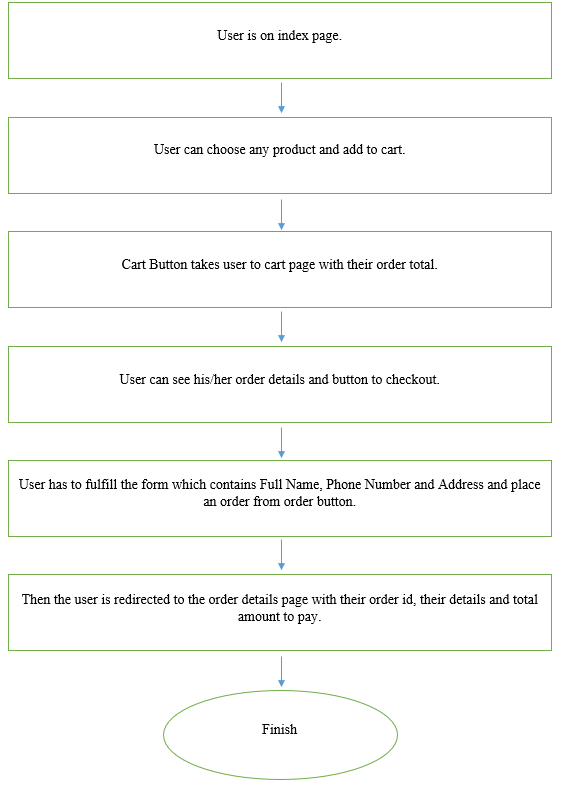 User is on index page.
User can choose any product and add to cart.
Cart Button takes user to cart page with their order total.
User can see his/her order details and button to checkout.
User has to fulfill the form which contains Full Name, Phone Number and Address and place
an order from order button.
Then the user is redirected to the order details page with their order id, their details and total
amount to pay.
Finish